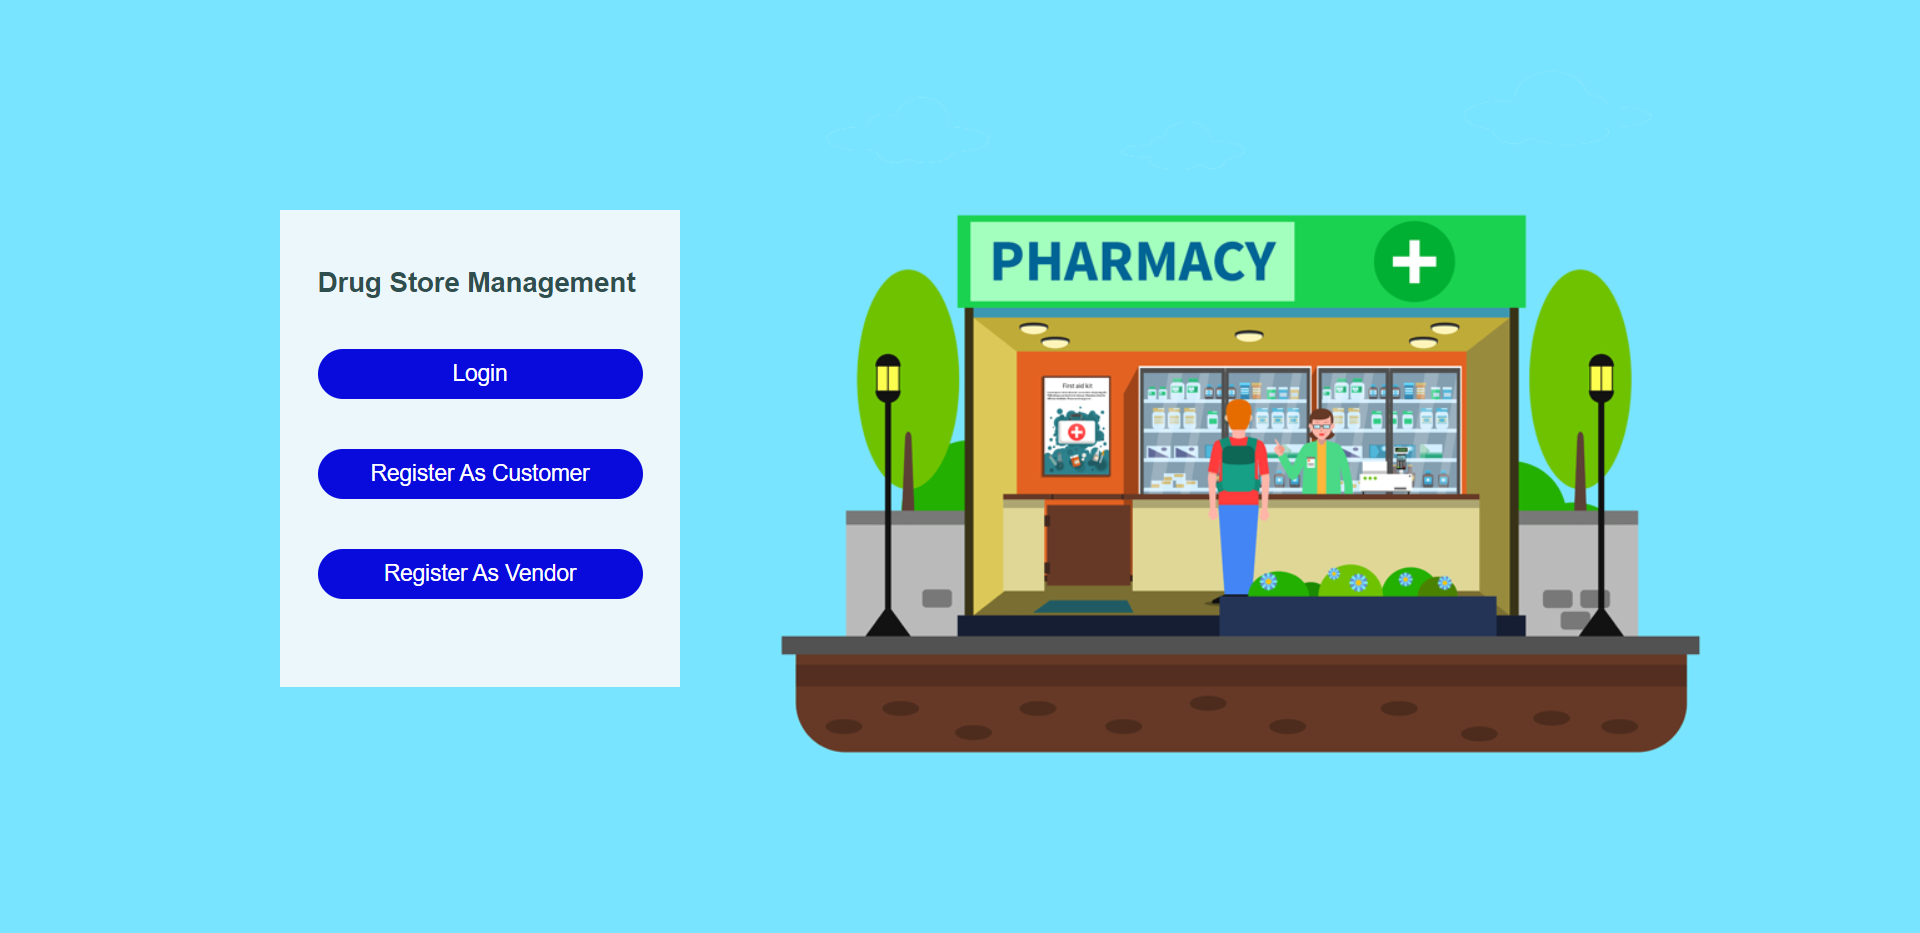 Drug Store Management
Login
Register As Customer
Register As Vendor
PHARMACY
First aid kit